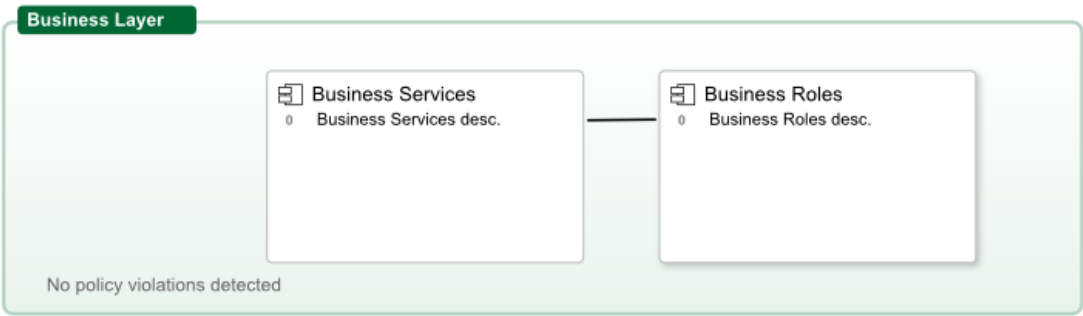 Business Layer
Business Services
0 Business Services desc.
Business Roles
0 Business Roles desc.
No policy violations detected